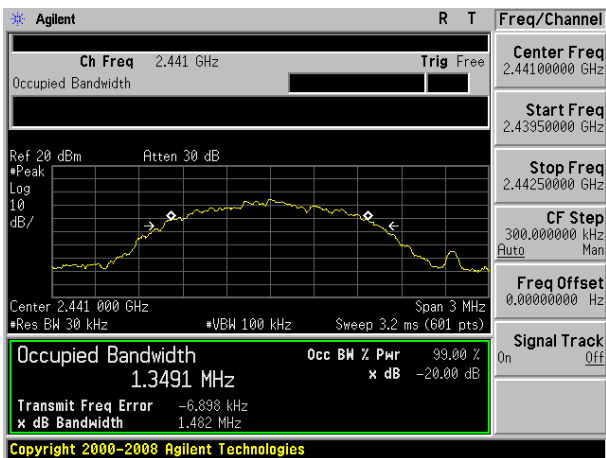 Agilent R T
Freq/Channel
Ch Freq 2.441 GHz Trig Free
Occupied Bandwidth
Center Freq
2.44100000 GHz
Start Freq
2.43950000 GHz
Stop Freq
2.44250000 GHz
CF Step
300.000000 kHz
Auto Man
Freq Offset
0.00000000 Hz
Signal Track
On Off
Ref 20 dBm Atten 30 dB
#Peak
Log
10
dB/
Center 2.441 000 GHz Span 3 MHz
#Res BW 30 kHz #VBW 100 kHz Sweep 3.2 ms (601 pts)
Occupied Bandwidth Occ BW % Pwr 99.00 %
1.3491 MHz x dB -20.00 dB
Transmit Freq Error -6.898 kHz
x dB Bandwidth 1.482 MHz
Copyright 2000-2008 Agilent Technologies